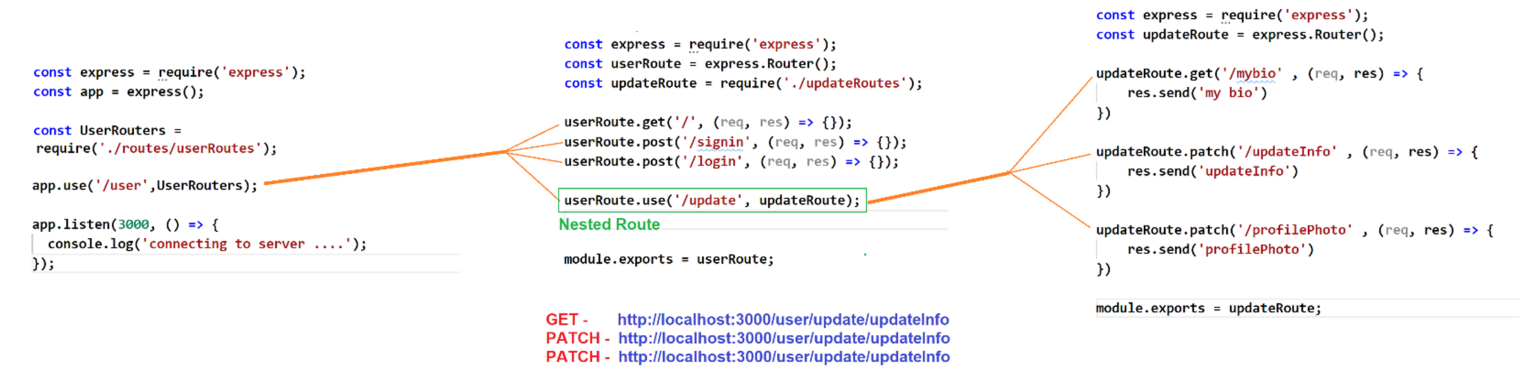 const express = require('express');
const app = express();
const UserRouters =
require('./routes/userRoutes');
app.use('/user',UserRouters);
app.listen(3000, () => {
console.log('connecting to server ....');
});
const express = require('express');
const userRoute = express.Router();
const updateRoute = require('./updateRoutes');
userRoute.get('/', (req, res) => {});
userRoute.post('/signin', (req, res) => {});
userRoute.post('/login', (req, res) => {});
userRoute.use('/update', updateRoute);
Nested Route
module.exports = userRoute;
GET - http://localhost:3000/user/update/updateInfo
PATCH - http://localhost:3000/user/update/updateInfo
PATCH - http://localhost:3000/user/update/updateInfo
const express = require('express');
const updateRoute = express.Router();
updateRoute.get('/mybio' , (req, res) => {
res.send('my bio')
})
updateRoute.patch('/updateInfo' , (req, res) => {
res.send('updateInfo')
})
updateRoute.patch('/profilePhoto' , (req, res) => {
res.send('profilePhoto')
})
module.exports = updateRoute;